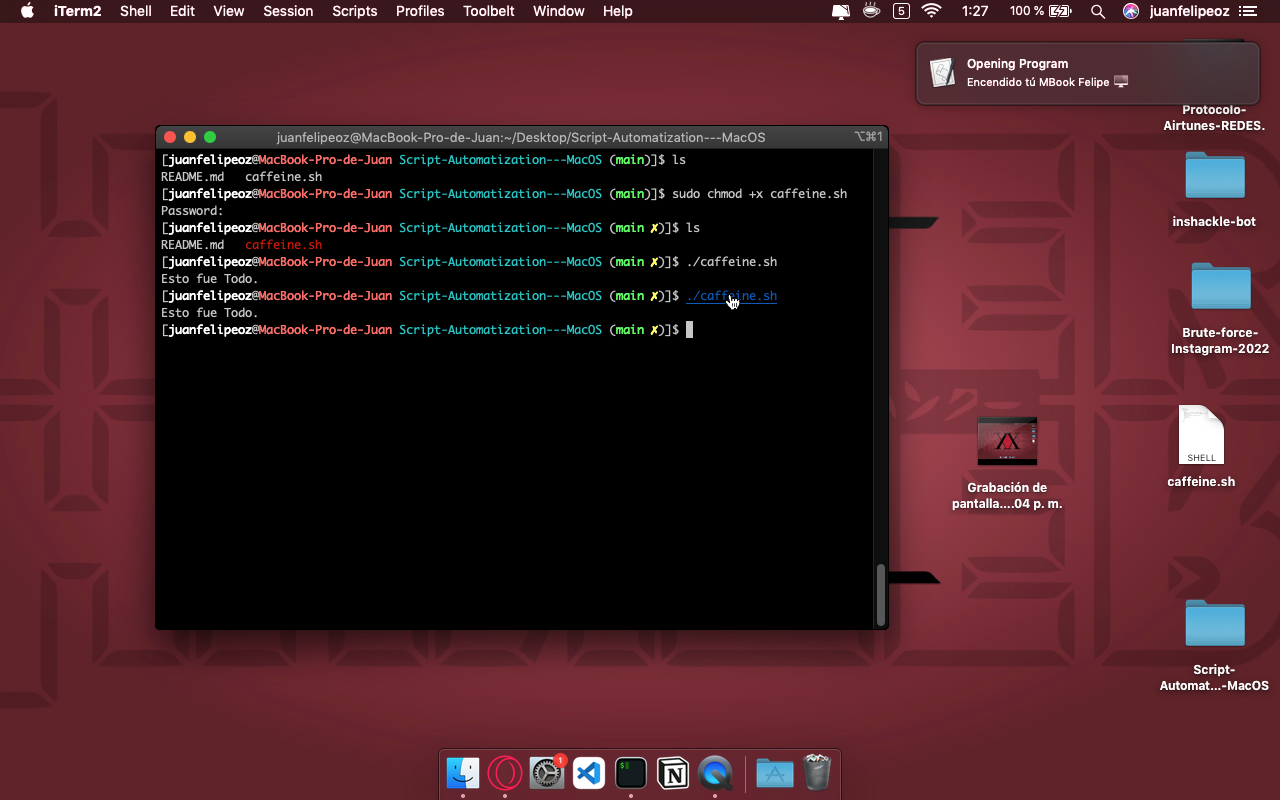 iTerm2 Shell Edit View Session Scripts Profiles Toolbelt Window Help 5 1:27 100 % juanfelipeoz
Opening Program
Encendido tú MBook Felipe
Protocolo-
Airtunes-REDES.
juanfelipeoz@MacBook-Pro-de-Juan:~/Desktop/Script-Automatization---MacOS ⌥⌘1
[juanfelipeoz@MacBook-Pro-de-Juan Script-Automatization---MacOS (main)]$ ls
README.md caffeine.sh
[juanfelipeoz@MacBook-Pro-de-Juan Script-Automatization---MacOS (main)]$ sudo chmod +x caffeine.sh
Password:
[juanfelipeoz@MacBook-Pro-de-Juan Script-Automatization---MacOS (main ✗)]$ ls
README.md caffeine.sh
[juanfelipeoz@MacBook-Pro-de-Juan Script-Automatization---MacOS (main ✗)]$ ./caffeine.sh
Esto fue Todo.
[juanfelipeoz@MacBook-Pro-de-Juan Script-Automatization---MacOS (main ✗)]$ ./caffeine.sh
Esto fue Todo.
[juanfelipeoz@MacBook-Pro-de-Juan Script-Automatization---MacOS (main ✗)]$
inshackle-bot
Brute-force-
Instagram-2022
SHELL
caffeine.sh
Grabación de
pantalla....04 p. m.
Script-
Automat...-MacOS
1